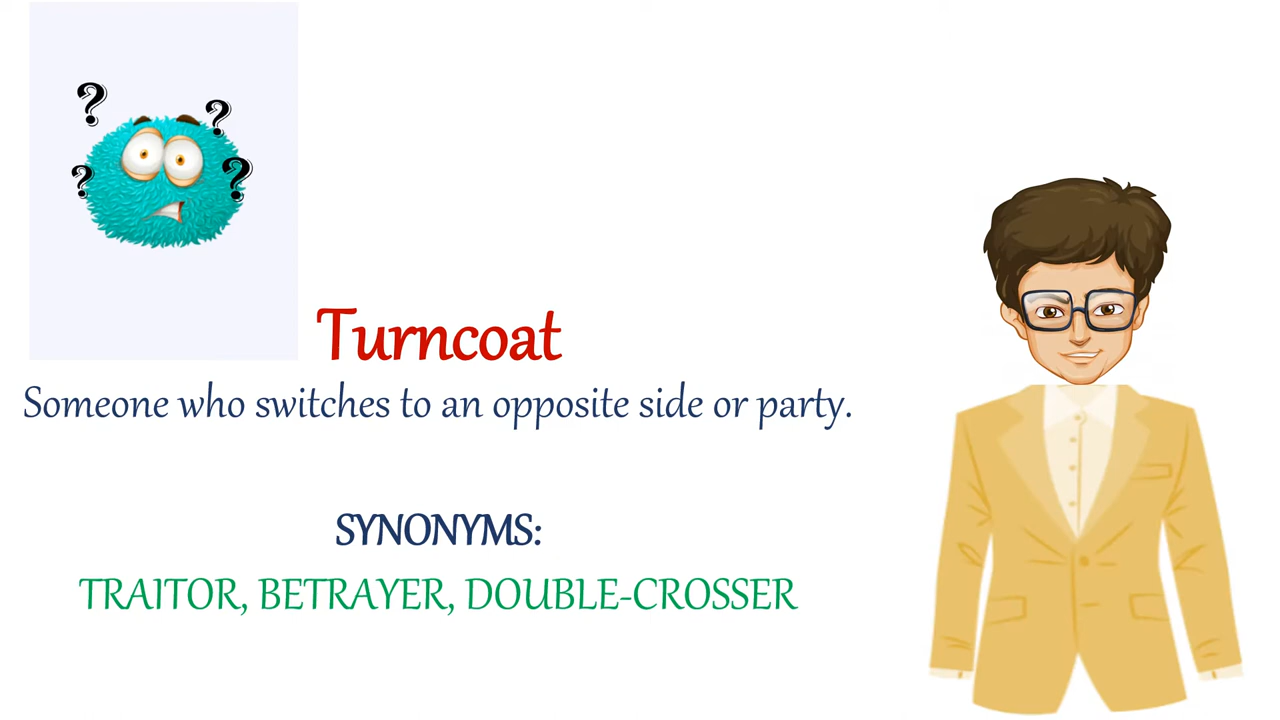 ? ? ? ?
Turncoat
Someone who switches to an opposite side or party.
SYNONYMS:
TRAITOR, BETRAYER, DOUBLE-CROSSER